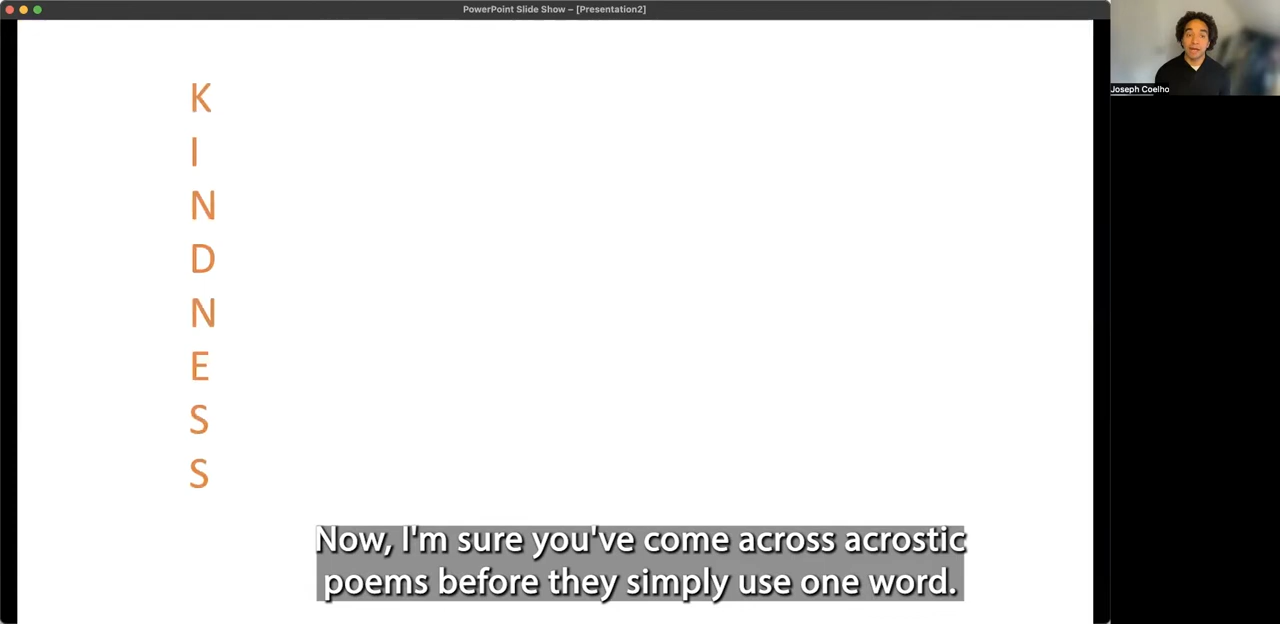 PowerPoint Slide Show – [Presentation2]
Joseph Coelho
K
I
N
D
N
E
S
S
Now, I'm sure you've come across acrostic
poems before they simply use one word.